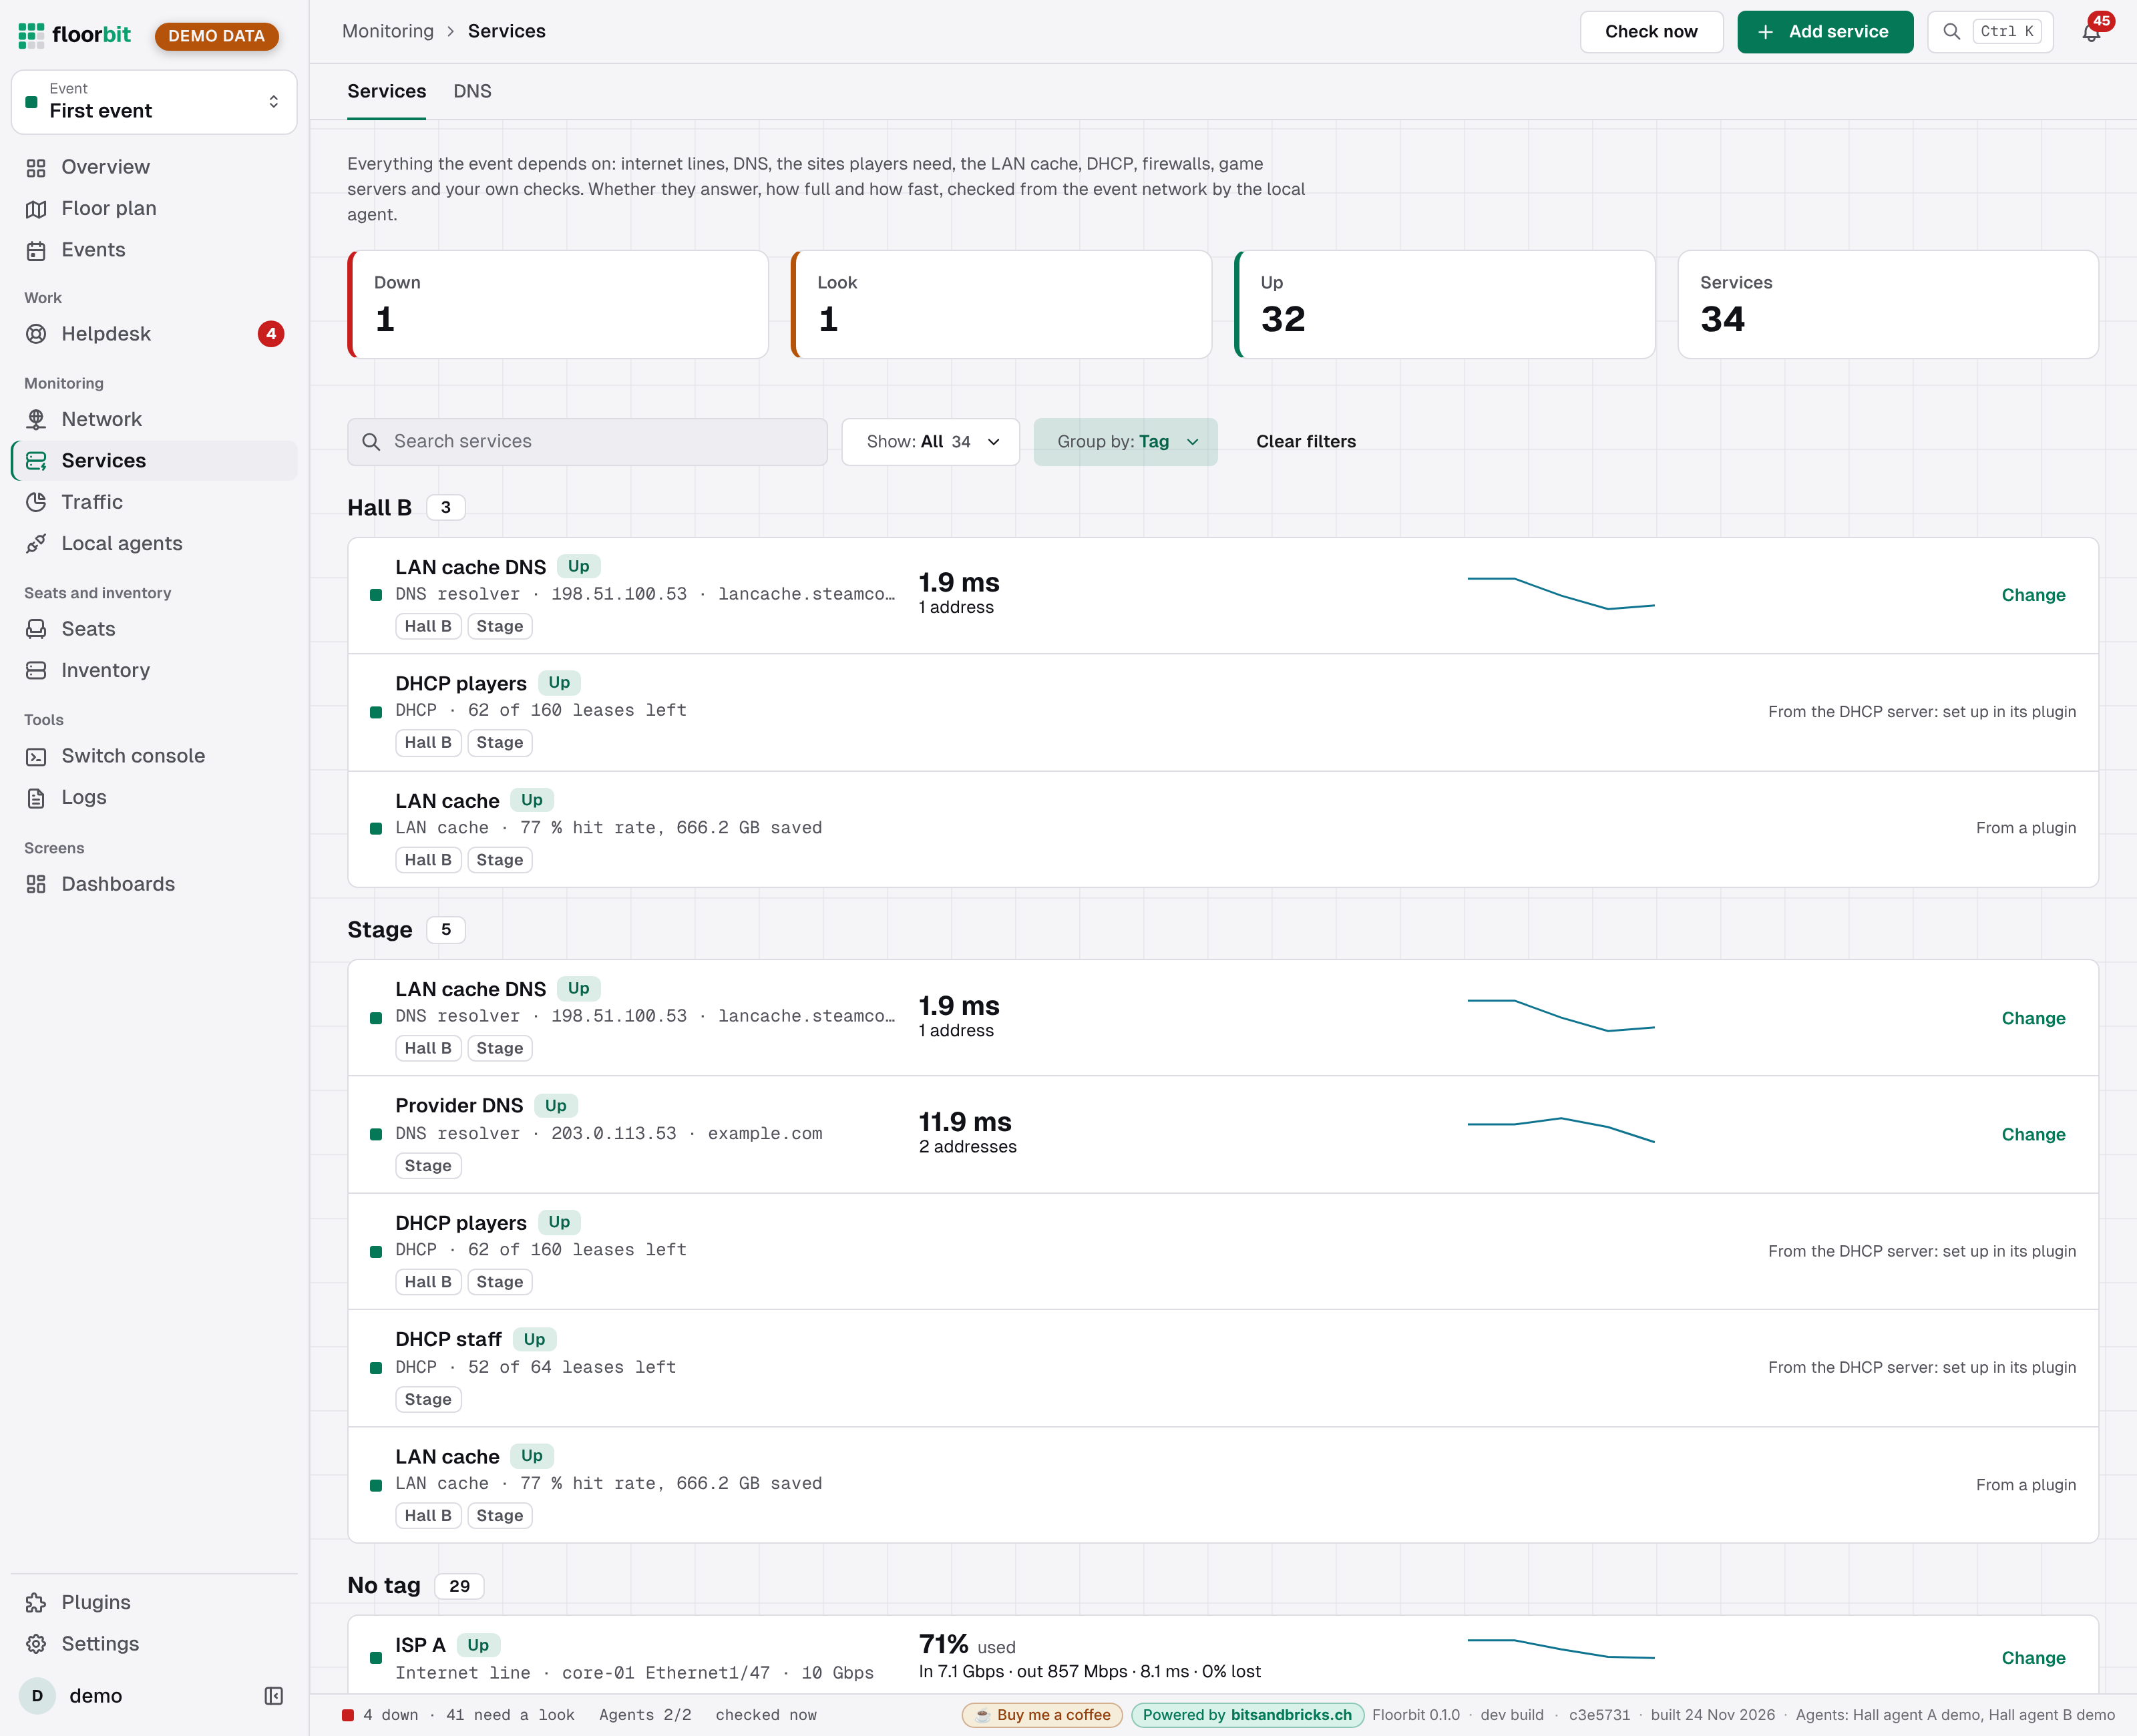 floorbit
DEMO DATA
Event
First event
Overview
Floor plan
Events
Work
Helpdesk 4
Monitoring
Network
Services
Traffic
Local agents
Seats and inventory
Seats
Inventory
Tools
Switch console
Logs
Screens
Dashboards
Plugins
Settings
D demo
Monitoring > Services
Check now
+ Add service
Ctrl K
45
Services DNS
Everything the event depends on: internet lines, DNS, the sites players need, the LAN cache, DHCP, firewalls, game
servers and your own checks. Whether they answer, how full and how fast, checked from the event network by the local
agent.
Down
1
Look
1
Up
32
Services
34
Search services
Show: All 34
Group by: Tag
Clear filters
Hall B 3
LAN cache DNS Up
DNS resolver · 198.51.100.53 · lancache.steamco…
Hall B Stage
1.9 ms
1 address
Change
DHCP players Up
DHCP · 62 of 160 leases left
Hall B Stage
From the DHCP server: set up in its plugin
LAN cache Up
LAN cache · 77 % hit rate, 666.2 GB saved
Hall B Stage
From a plugin
Stage 5
LAN cache DNS Up
DNS resolver · 198.51.100.53 · lancache.steamco…
Hall B Stage
1.9 ms
1 address
Change
Provider DNS Up
DNS resolver · 203.0.113.53 · example.com
Stage
11.9 ms
2 addresses
Change
DHCP players Up
DHCP · 62 of 160 leases left
Hall B Stage
From the DHCP server: set up in its plugin
DHCP staff Up
DHCP · 52 of 64 leases left
Stage
From the DHCP server: set up in its plugin
LAN cache Up
LAN cache · 77 % hit rate, 666.2 GB saved
Hall B Stage
From a plugin
No tag 29
ISP A Up
Internet line · core-01 Ethernet1/47 · 10 Gbps
71% used
In 7.1 Gbps · out 857 Mbps · 8.1 ms · 0% lost
Change
4 down · 41 need a look Agents 2/2 checked now
Buy me a coffee
Powered by bitsandbricks.ch
Floorbit 0.1.0 · dev build · c3e5731 · built 24 Nov 2026 · Agents: Hall agent A demo, Hall agent B demo